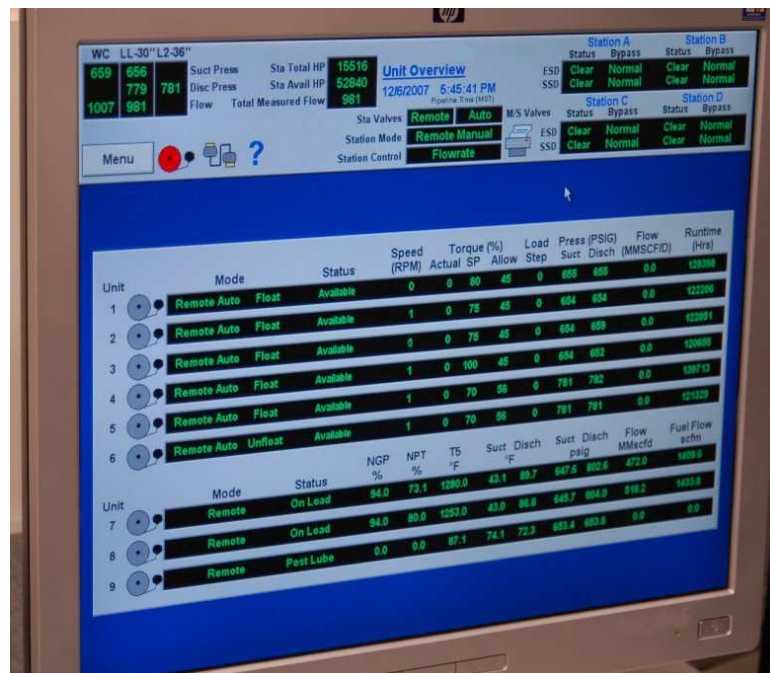 hp
WC LL-30" L2-36"
659 656 Suct Press Sta Total HP 15516
779 781 Disc Press Sta Avail HP 52840
1007 981 Flow Total Measured Flow 981
Unit Overview
12/6/2007 5:45:41 PM
Pipeline Time (MST)
Sta Valves Remote Auto M/S Valves
Station Mode Remote Manual
Station Control Flowrate
Station A Station B
Status Bypass Status Bypass
ESD Clear Normal Clear Normal
SSD Clear Normal Clear Normal
Station C Station D
Status Bypass Status Bypass
ESD Clear Normal Clear Normal
SSD Clear Normal Clear Normal
Menu ?
Speed Torque (%) Load Press (PSIG) Flow Runtime
Unit Mode Status (RPM) Actual SP Allow Step Suct Disch (MMSCF/D) (Hrs)
1 Remote Auto Float Available 0 0 80 45 0 655 655 0.0 128398
2 Remote Auto Float Available 1 0 75 45 0 654 654 0.0 122206
3 Remote Auto Float Available 0 0 75 45 0 654 659 0.0 122951
4 Remote Auto Float Available 1 0 100 45 0 654 652 0.0
5 Remote Auto Float Available 1 0 70 56 0 781 782 0.0 139713
6 Remote Auto Unfloat Available 1 0 70 56 0 781 781 0.0 121329
NGP NPT T5 Suct Disch Suct Disch Flow Fuel Flow
Unit Mode Status % % °F °F psig MMscfd scfm
7 Remote On Load 94.0 73.1 1280.0 43.1 89.7 647.6 802.6 472.0 1409.6
8 Remote On Load 94.0 80.0 1253.0 43.0 86.8 645.7 804.0 518.2 1433.8
9 Remote Post Lube 0.0 0.0 87.1 74.1 72.3 653.4 653.8 0.0 0.0